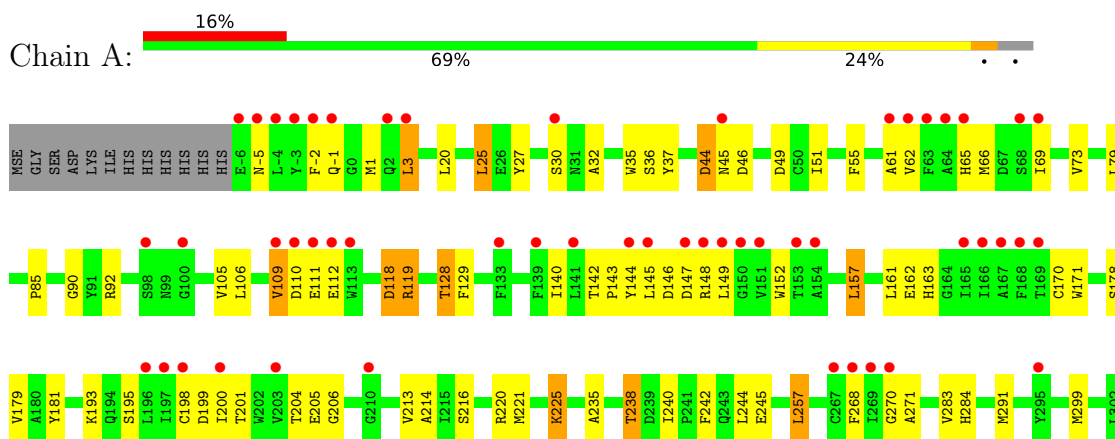 16%
Chain A:
69% 24% • •
MSE GLY SER ASP LYS ILE HIS HIS HIS HIS HIS HIS E-6 N-5 L-4 Y-3 F-2 Q-1 G0 M1 Q2 L3 L20 L25 E26 Y27 S30 N31 A32 W35 S36 Y37 D44 N45 D46 D49 C50 I51 F55 A61 V62 F63 A64 H65 M66 D67 S68 I69 V73
P85 G90 Y91 R92 S98 N99 G100 V105 L106 V109 D110 E111 E112 W113 D118 R119 T128 F129 F133 F139 I140 L141 T142 P143 Y144 L145 D146 D147 R148 L149 G150 V151 W152 T153 A154 L157 L161 E162 H163 G164 I165 I166 A167 F168 T169 C170 W171
V179 A180 Y181 K193 Q194 S195 L196 I197 C198 D199 I200 T201 W202 V203 T204 E205 G206 G210 V213 A214 I215 S216 R220 M221 K225 A235 T238 D239 I240 P241 F242 Q243 L244 E245 L257 C267 F268 I269 G270 A271 V283 H284 M291 Y295 M299